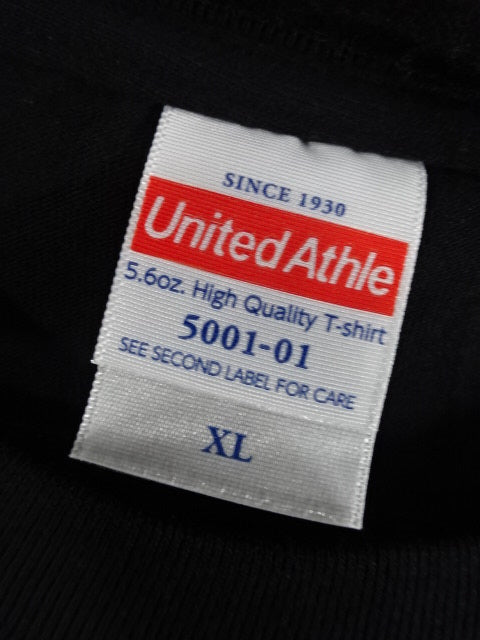 SINCE 1930
United Athle
5.6oz. High Quality T-shirt
5001-01
SEE SECOND LABEL FOR CARE
XL